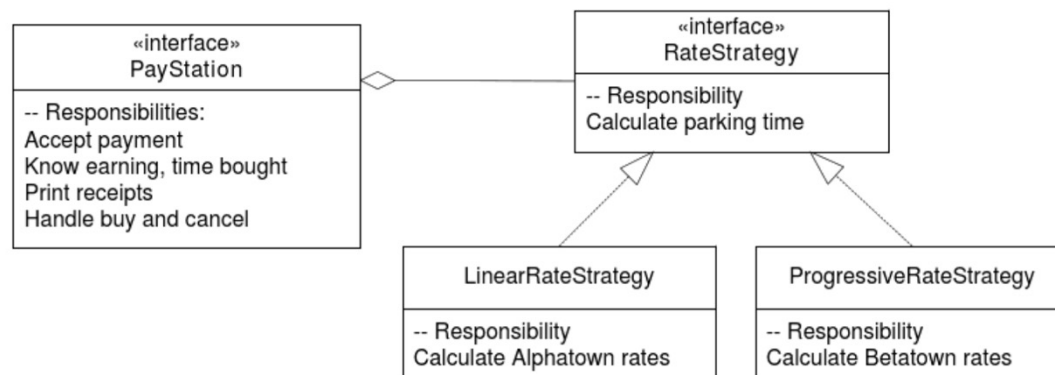 «interface»
PayStation
-- Responsibilities:
Accept payment
Know earning, time bought
Print receipts
Handle buy and cancel
«interface»
RateStrategy
-- Responsibility
Calculate parking time
LinearRateStrategy
-- Responsibility
Calculate Alphatown rates
ProgressiveRateStrategy
-- Responsibility
Calculate Betatown rates